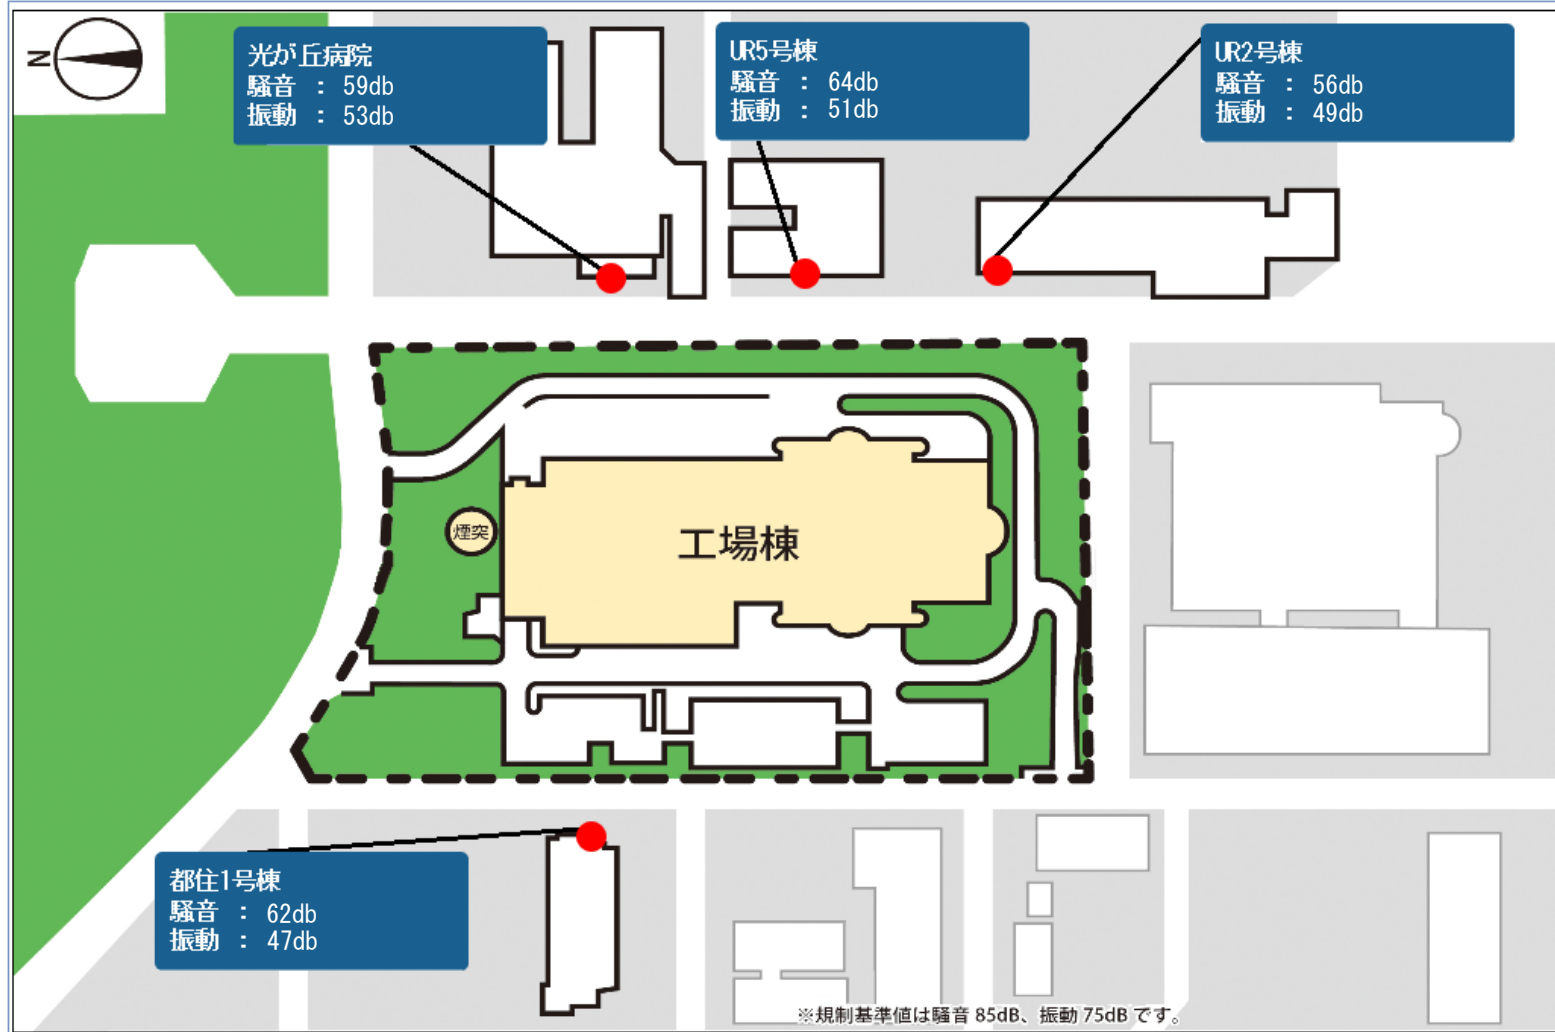 N
光が丘病院
騒音 : 59db
振動 : 53db
UR5号棟
騒音 : 64db
振動 : 51db
UR2号棟
騒音 : 56db
振動 : 49db
煙突
工場棟
都住1号棟
騒音 : 62db
振動 : 47db
※規制基準値は騒音 85dB、振動 75dB です。